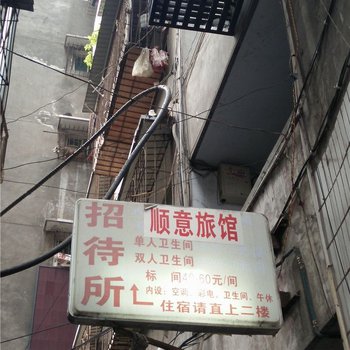 招待所
顺意旅馆
单人卫生间
双人卫生间
标 间40-60元/间
内设：空调、彩电、卫生间、午休
住宿请直上二楼